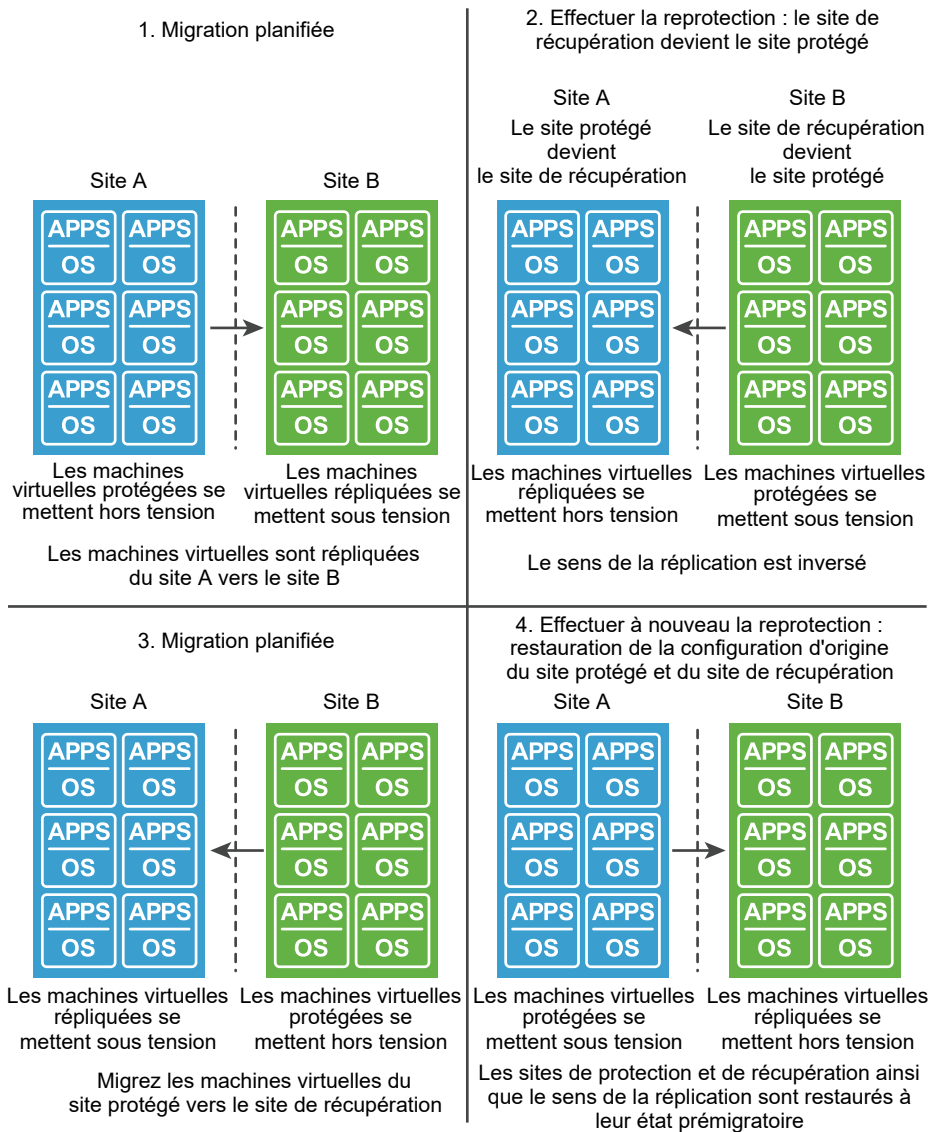 1. Migration planifiée
Site A
Site B
APPS APPS
OS OS
APPS APPS
OS OS
APPS APPS
OS OS
APPS APPS
OS OS
APPS APPS
OS OS
APPS APPS
OS OS
Les machines
virtuelles protégées se
mettent hors tension
Les machines
virtuelles répliquées se
mettent sous tension
Les machines virtuelles sont répliquées
du site A vers le site B
2. Effectuer la reprotection : le site de
récupération devient le site protégé
Site A
Le site protégé
devient
le site de récupération
Site B
Le site de récupération
devient
le site protégé
APPS APPS
OS OS
APPS APPS
OS OS
APPS APPS
OS OS
APPS APPS
OS OS
APPS APPS
OS OS
APPS APPS
OS OS
Les machines virtuelles
répliquées se
mettent hors tension
Les machines virtuelles
protégées se
mettent sous tension
Le sens de la réplication est inversé
3. Migration planifiée
Site A
Site B
APPS APPS
OS OS
APPS APPS
OS OS
APPS APPS
OS OS
APPS APPS
OS OS
APPS APPS
OS OS
APPS APPS
OS OS
Les machines virtuelles
répliquées se
mettent sous tension
Les machines virtuelles
protégées se
mettent hors tension
Migrez les machines virtuelles du
site protégé vers le site de récupération
4. Effectuer à nouveau la reprotection :
restauration de la configuration d'origine
du site protégé et du site de récupération
Site A
Site B
APPS APPS
OS OS
APPS APPS
OS OS
APPS APPS
OS OS
APPS APPS
OS OS
APPS APPS
OS OS
APPS APPS
OS OS
Les machines virtuelles
protégées se
mettent sous tension
Les machines virtuelles
répliquées se
mettent hors tension
Les sites de protection et de récupération ainsi
que le sens de la réplication sont restaurés à
leur état prémigratoire